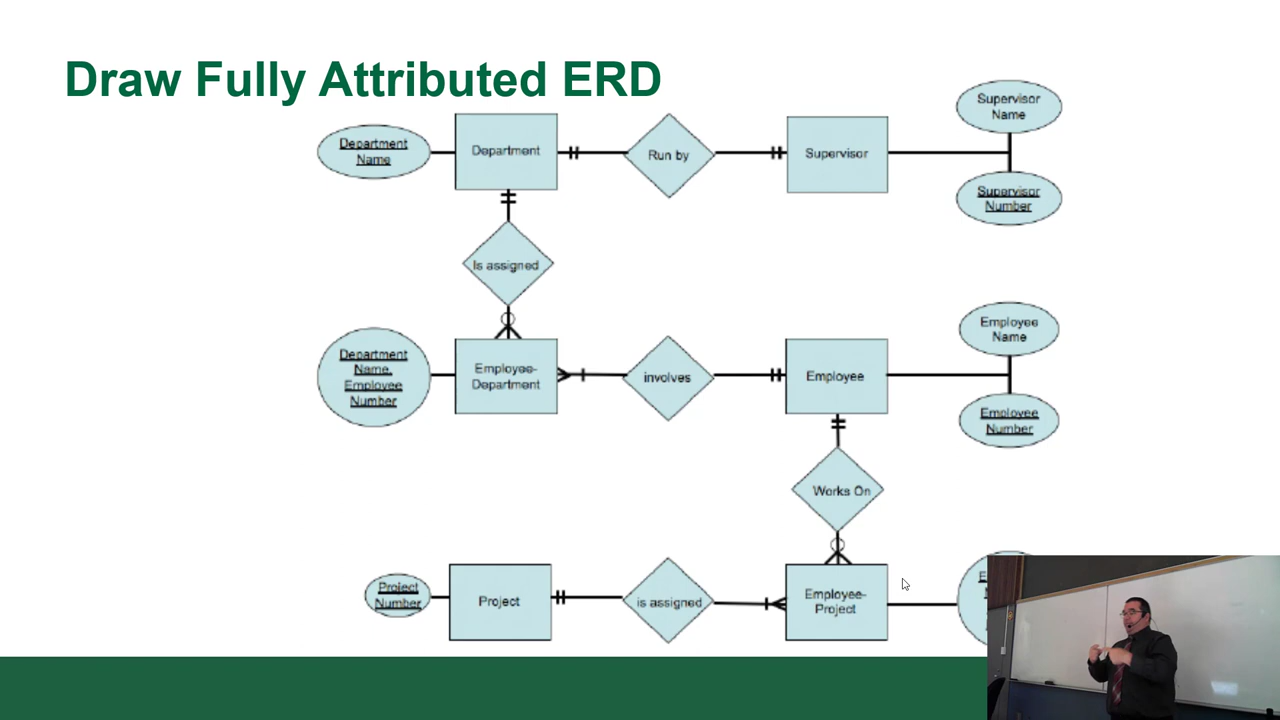 Draw Fully Attributed ERD
Supervisor
Name
Department
Name
Department
Run by
Supervisor
Supervisor
Number
Is assigned
Employee
Name
Department
Name,
Employee
Number
Employee-
Department
involves
Employee
Employee
Number
Works On
Project
Number
Project
is assigned
Employee-
Project